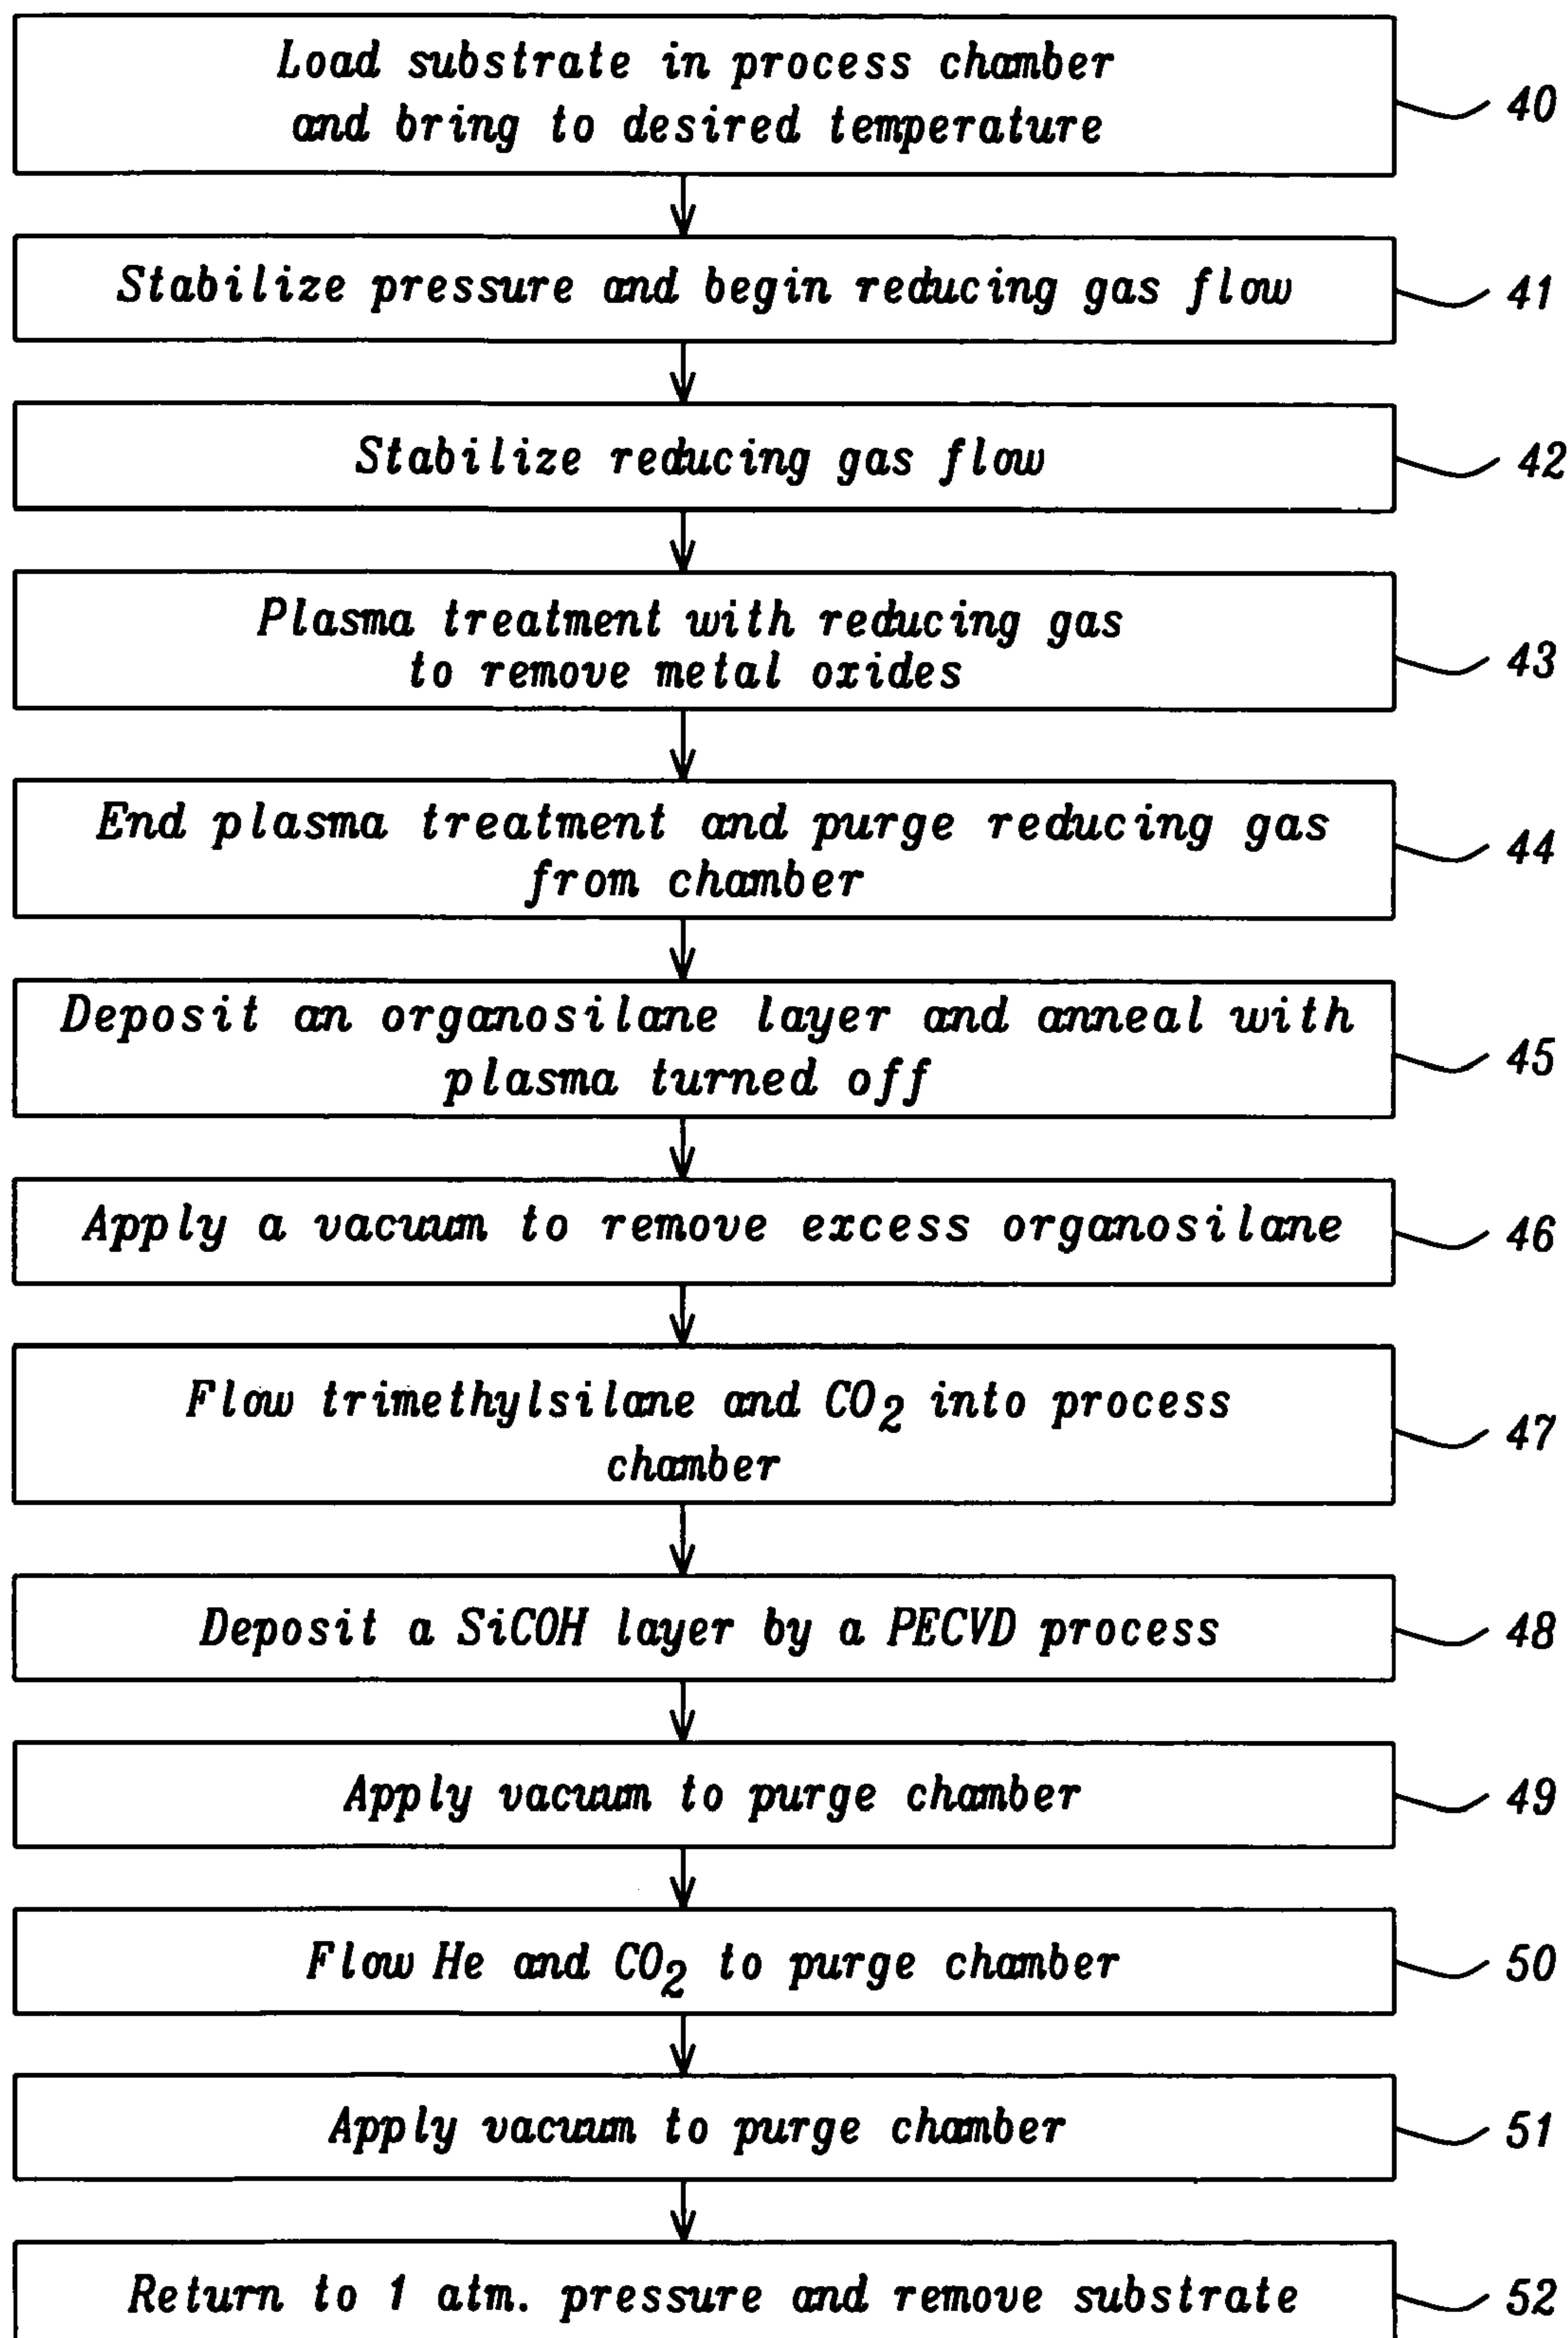 Load substrate in process chamber
and bring to desired temperature
40
Stabilize pressure and begin reducing gas flow
41
Stabilize reducing gas flow
42
Plasma treatment with reducing gas
to remove metal oxides
43
End plasma treatment and purge reducing gas
from chamber
44
Deposit an organosilane layer and anneal with
plasma turned off
45
Apply a vacuum to remove excess organosilane
46
Flow trimethylsilane and CO2 into process
chamber
47
Deposit a SiCOH layer by a PECVD process
48
Apply vacuum to purge chamber
49
Flow He and CO2 to purge chamber
50
Apply vacuum to purge chamber
51
Return to 1 atm. pressure and remove substrate
52